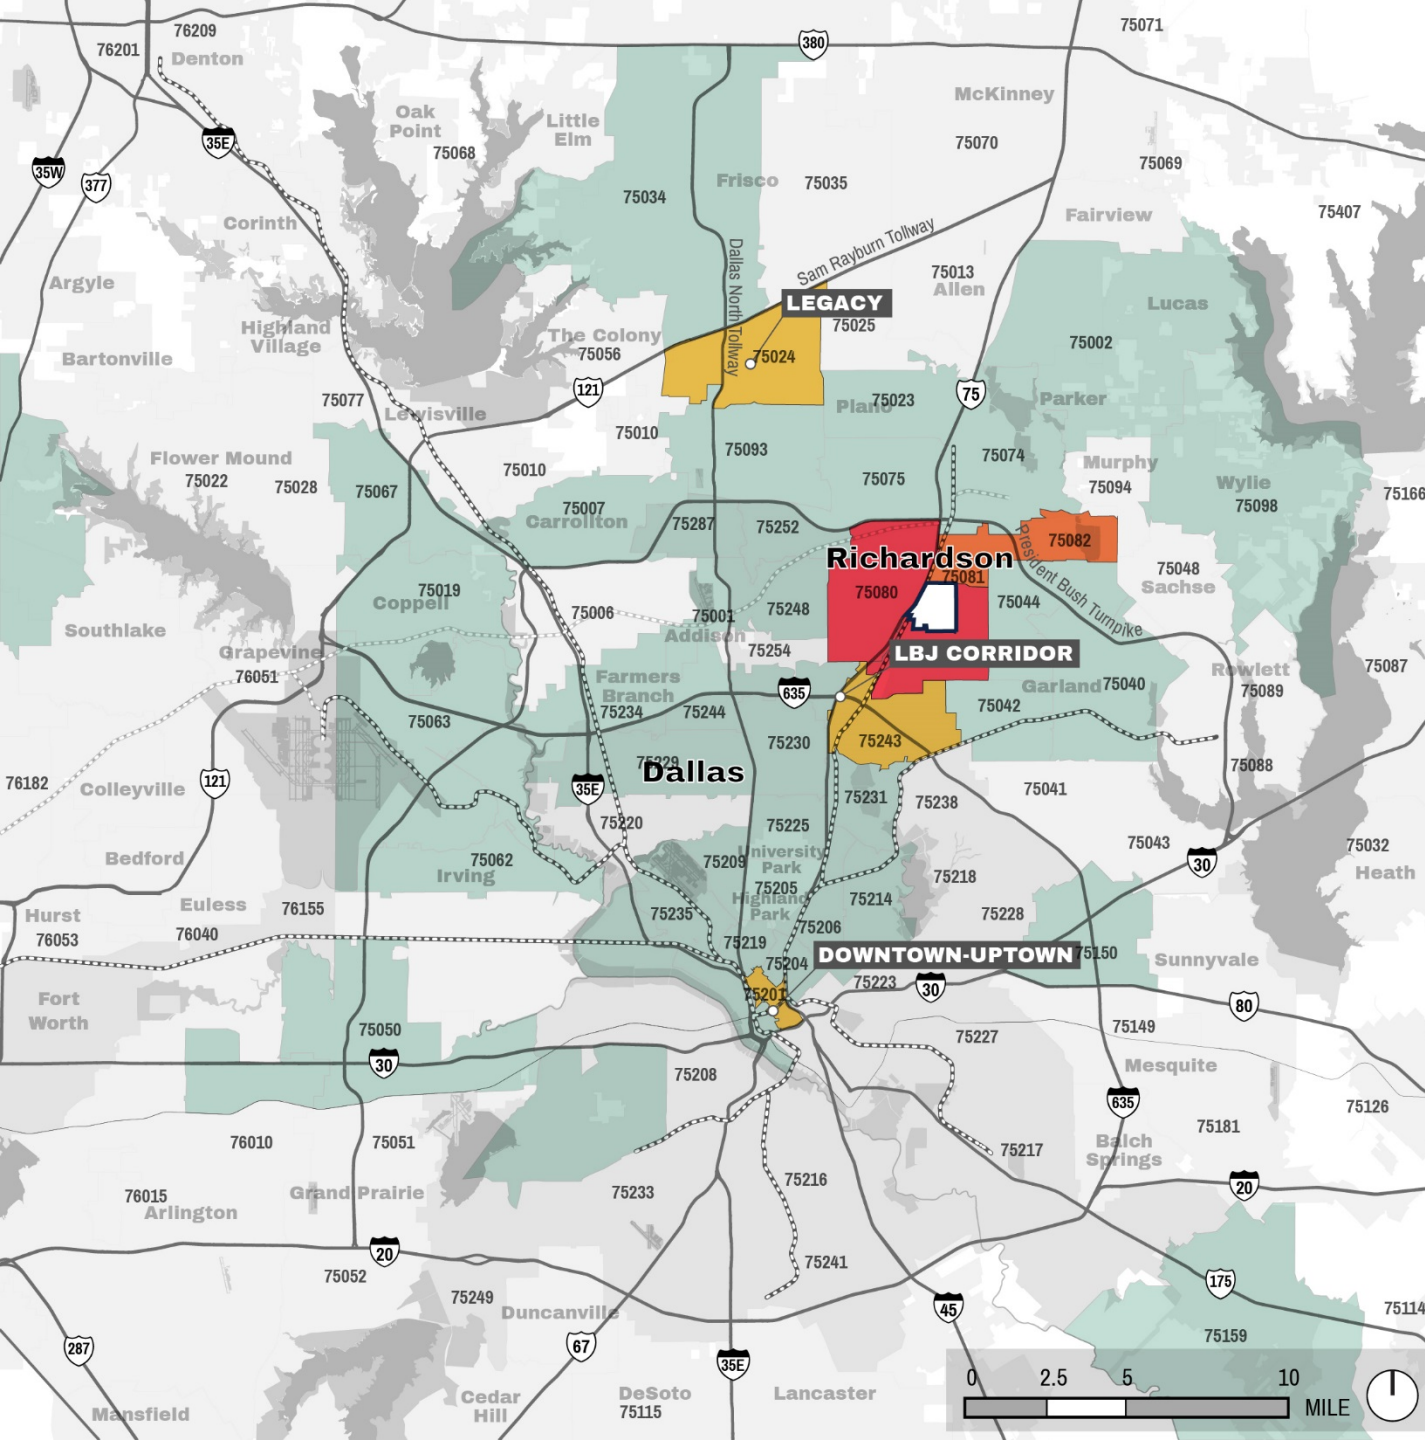 76209
76201
Denton
380
75071
McKinney
Oak
Point
Little
Elm
35E
75070
75068
75069
35W
377
Frisco
75035
75034
75407
Fairview
Corinth
Sam Rayburn Tollway
Dallas North Tollway
75013
Allen
Argyle
LEGACY
Lucas
Highland
Village
75025
The Colony
75056
75002
Bartonville
75024
121
75
75077
Lewisville
Plano
75023
Parker
75010
75093
75074
Flower Mound
75022
75028
75067
75010
75075
Murphy
75094
Wylie
75098
75166
75007
Carrollton
75287
75252
75082
President Bush Turnpike
Richardson
75081
75048
Sachse
75019
Coppell
75006
75001
Addison
75248
75080
75044
Southlake
Grapevine
76051
75254
LBJ CORRIDOR
Rowlett
75089
75087
Farmers
Branch
75234
75244
635
Garland
75040
75042
75063
75230
75243
75229
Dallas
76182
Colleyville
121
35E
75231
75238
75041
75088
75220
75225
Bedford
75062
Irving
75209
University
Park
75043
30
75032
Heath
75205
Highland
Park
75218
Hurst
76053
Euless
76040
76155
75235
75214
75228
75206
75219
DOWNTOWN-UPTOWN
75150
Sunnyvale
75204
75223
30
75201
80
Fort
Worth
75050
30
75227
75149
Mesquite
75208
635
75126
75181
76010
75051
Balch
Springs
75217
76015
Arlington
Grand Prairie
75233
75216
20
20
75241
75052
175
75249
Duncanville
45
75114
287
67
35E
75159
Mansfield
Cedar
Hill
DeSoto
75115
Lancaster
0
2.5
5
10
MILE